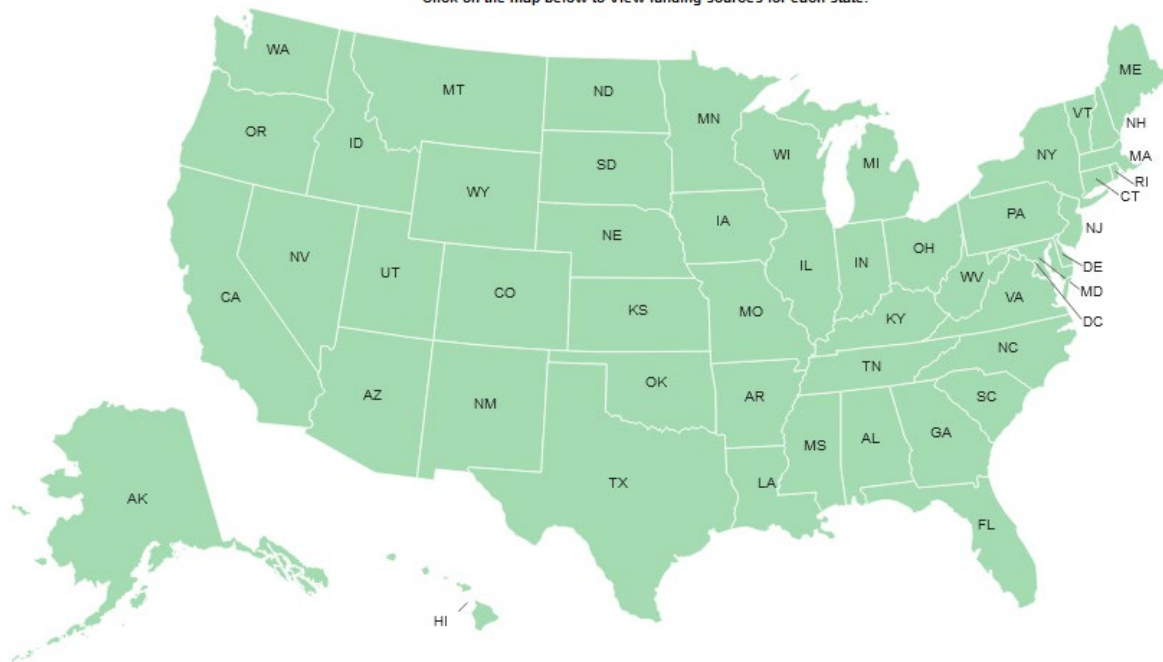 Click on the map below to view funding sources for each state.
WA
MT
ND
MN
ME
VT
NH
OR
ID
SD
WI
MI
NY
MA
RI
CT
WY
IA
PA
NJ
NE
NV
UT
CO
IL
IN
OH
DE
MD
DC
WV
VA
CA
KS
MO
KY
NC
TN
AZ
NM
OK
AR
SC
GA
MS
AL
TX
LA
AK
FL
HI